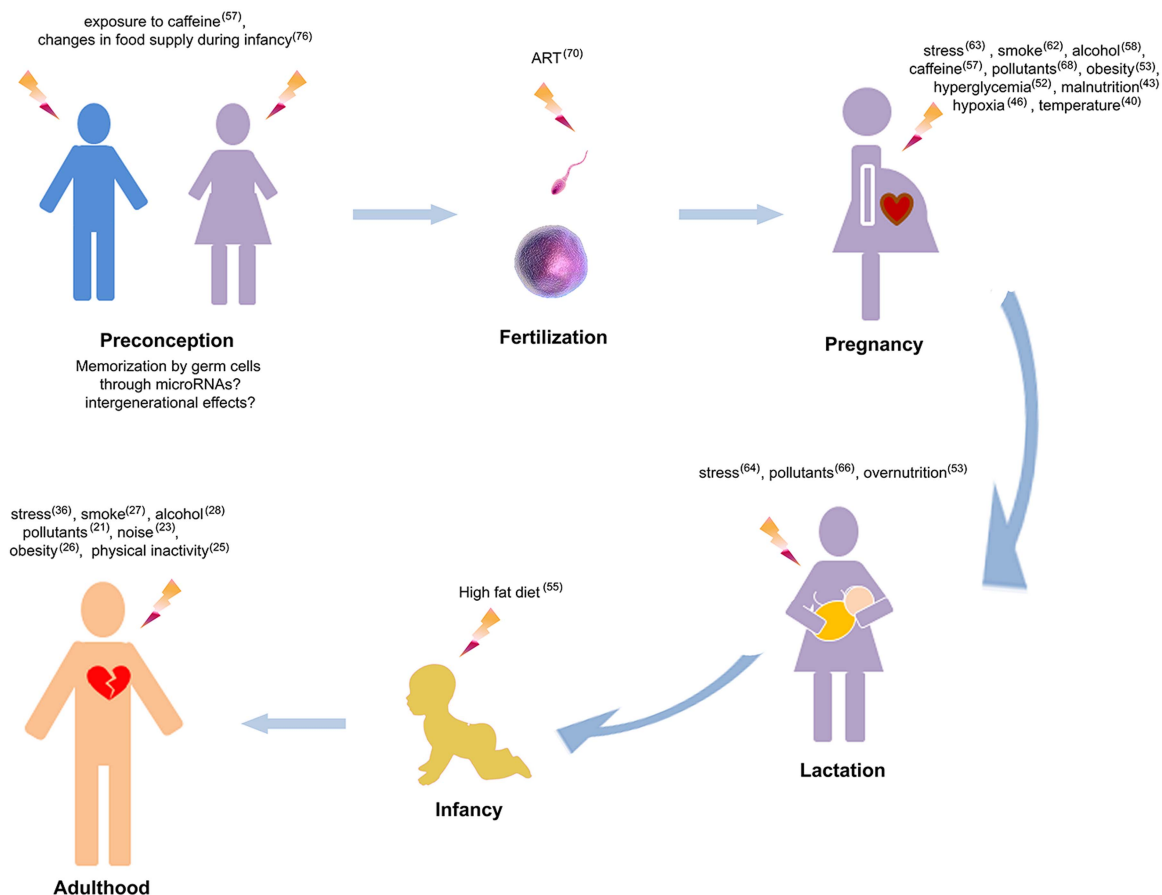 exposure to caffeine(57),
changes in food supply during infancy(76)
Preconception
Memorization by germ cells
through microRNAs?
intergenerational effects?
ART(70)
Fertilization
stress(63) , smoke(62), alcohol(58),
caffeine(57), pollutants(68), obesity(53),
hyperglycemia(52), malnutrition(43)
hypoxia(46) , temperature(40)
Pregnancy
stress(64), pollutants(66), overnutrition(53)
Lactation
High fat diet(55)
Infancy
stress(36), smoke(27), alcohol(28)
pollutants(21), noise(23),
obesity(26), physical inactivity(25)
Adulthood